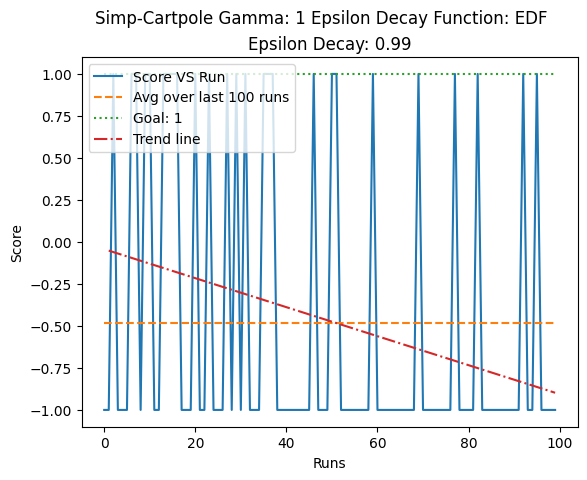 Simp-Cartpole Gamma: 1 Epsilon Decay Function: EDF
Epsilon Decay: 0.99
Score VS Run
Avg over last 100 runs
Goal: 1
Trend line
1.00
0.75
0.50
0.25
0.00
−0.25
−0.50
−0.75
−1.00
Score
0 20 40 60 80 100
Runs